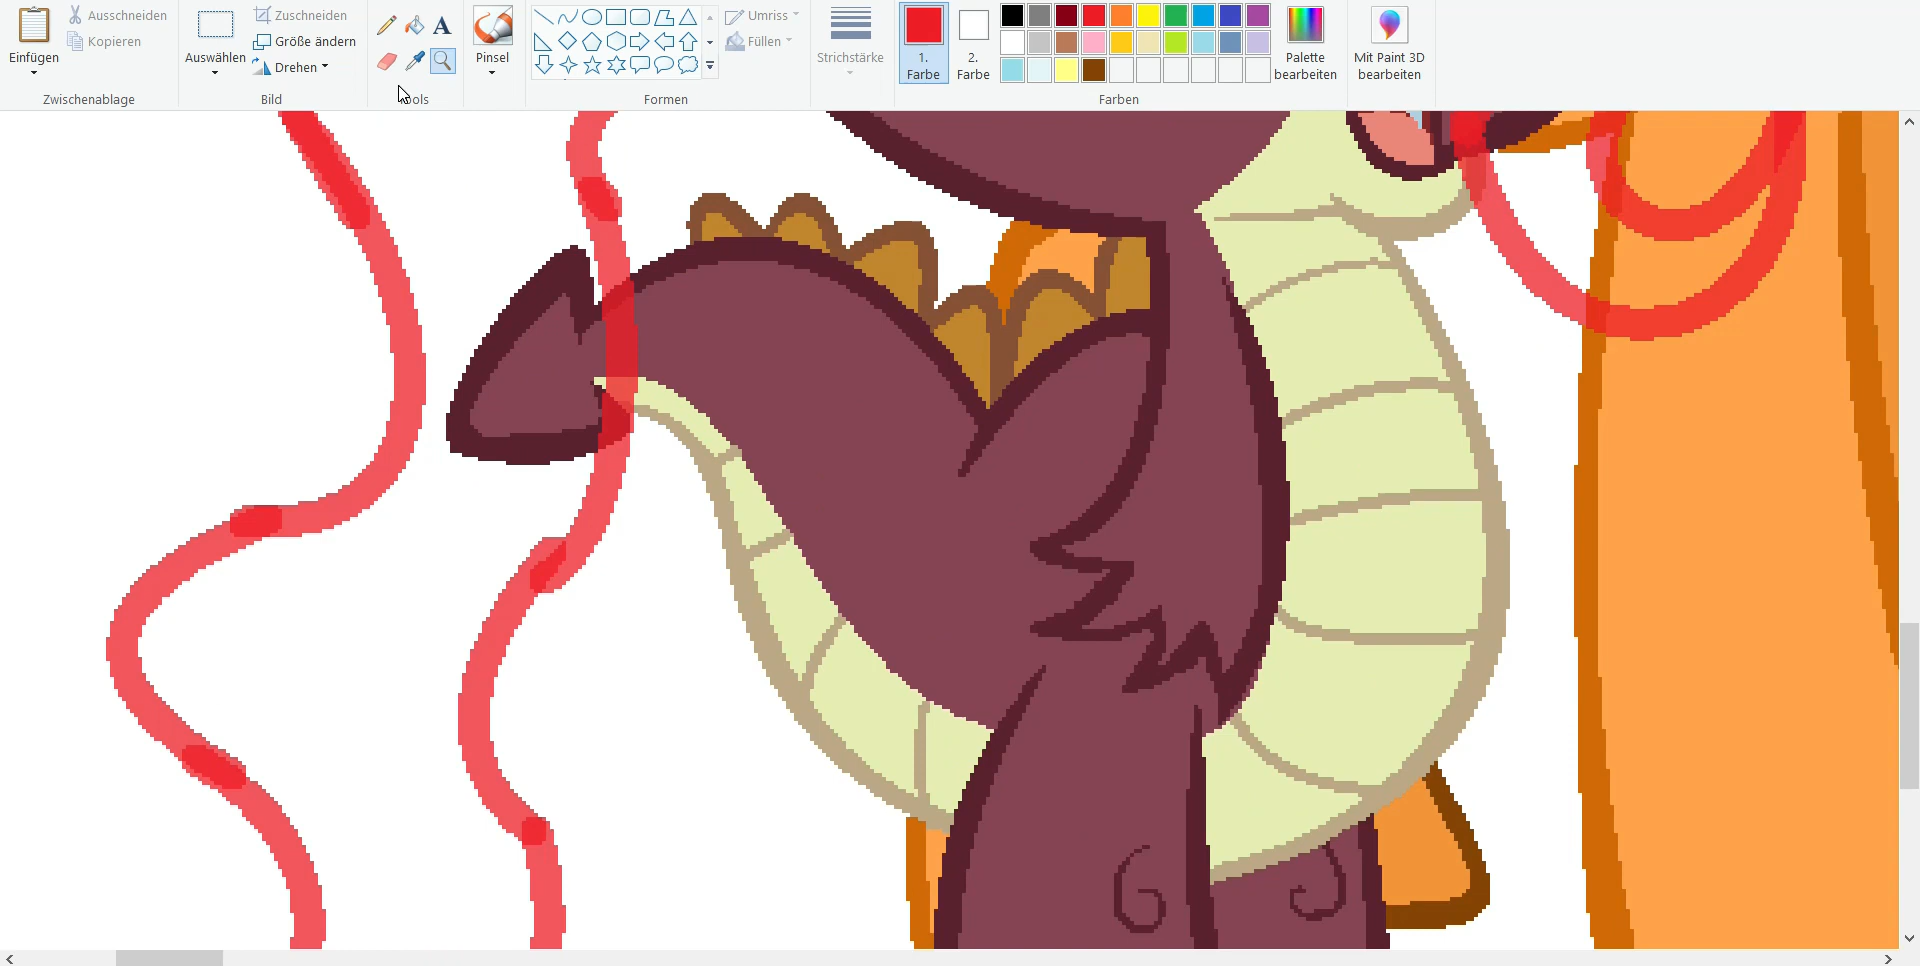 Einfügen
Ausschneiden
Kopieren
Zwischenablage
Auswählen
Zuschneiden
Größe ändern
Drehen
Bild
A
ols
Pinsel
Formen
Umriss
Füllen
Strichstärke
1.
Farbe
2.
Farbe
Palette
bearbeiten
Farben
Mit Paint 3D
bearbeiten